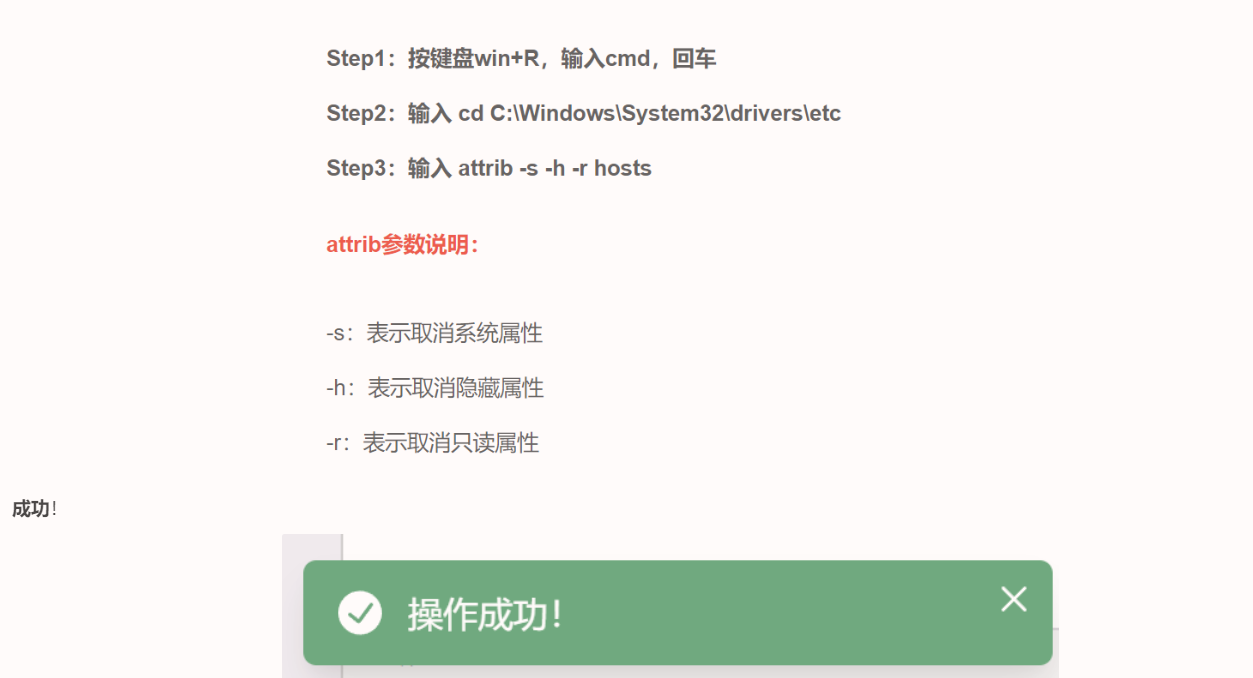 Step1：按键盘win+R，输入cmd，回车
Step2：输入 cd C:\Windows\System32\drivers\etc
Step3：输入 attrib -s -h -r hosts
attrib参数说明：
-s：表示取消系统属性
-h：表示取消隐藏属性
-r：表示取消只读属性
成功！
操作成功！